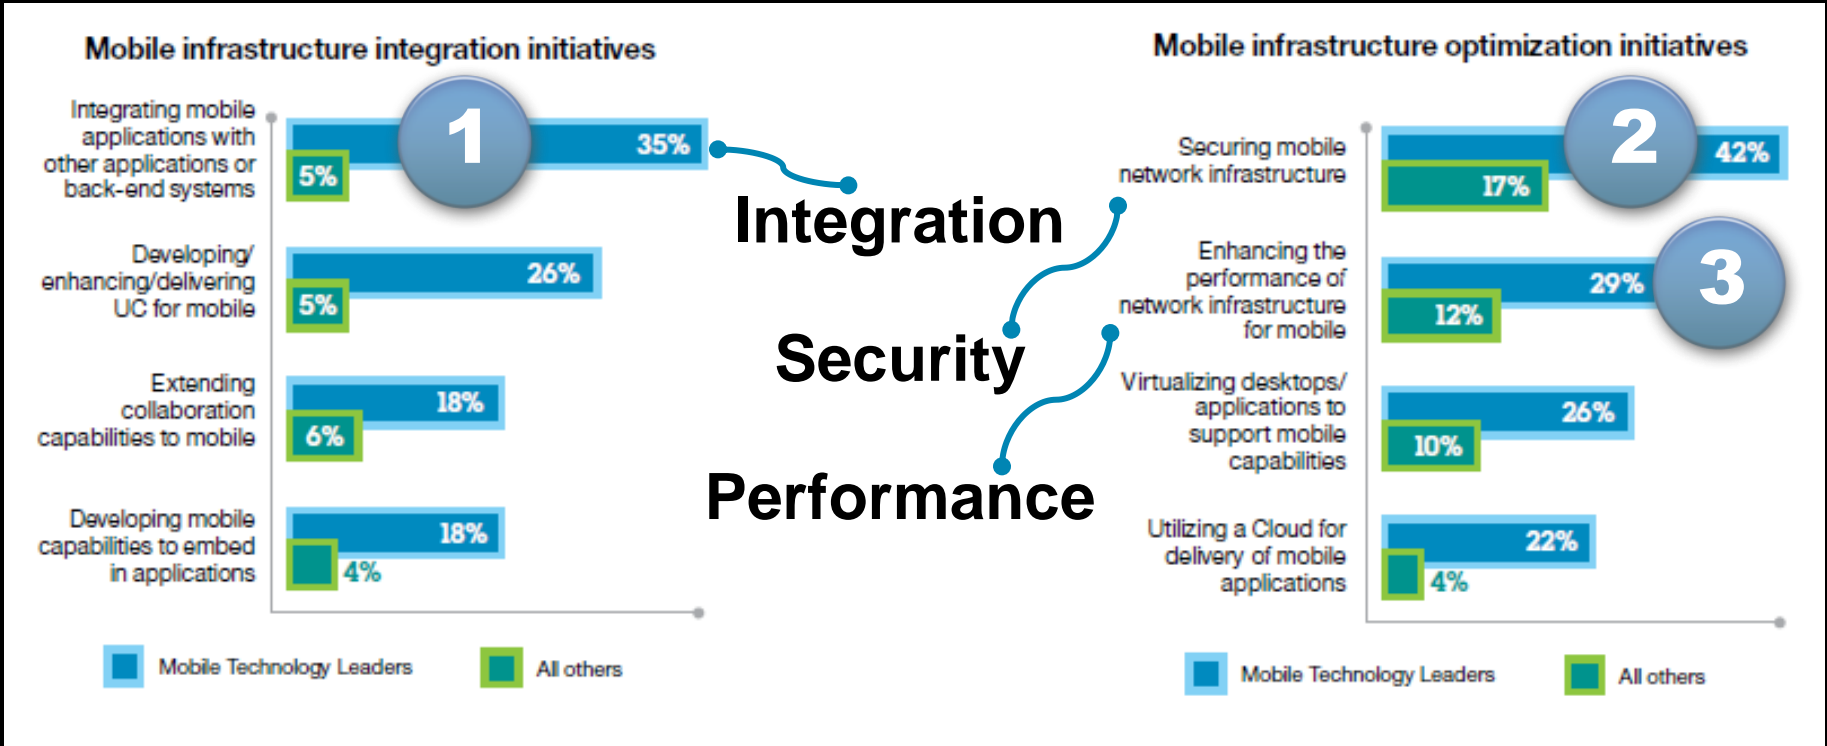 Mobile infrastructure integration initiatives
Integrating mobile
applications with
other applications or
back-end systems
35%
5%
1
Developing/
enhancing/delivering
UC for mobile
26%
5%
Extending
collaboration
capabilities to mobile
18%
6%
Developing mobile
capabilities to embed
in applications
18%
4%
Mobile Technology Leaders
All others
Integration
Security
Performance
Mobile infrastructure optimization initiatives
Securing mobile
network infrastructure
2
42%
17%
Enhancing the
performance of
network infrastructure
for mobile
29%
3
12%
Virtualizing desktops/
applications to
support mobile
capabilities
26%
10%
Utilizing a Cloud for
delivery of mobile
applications
22%
4%
Mobile Technology Leaders
All others